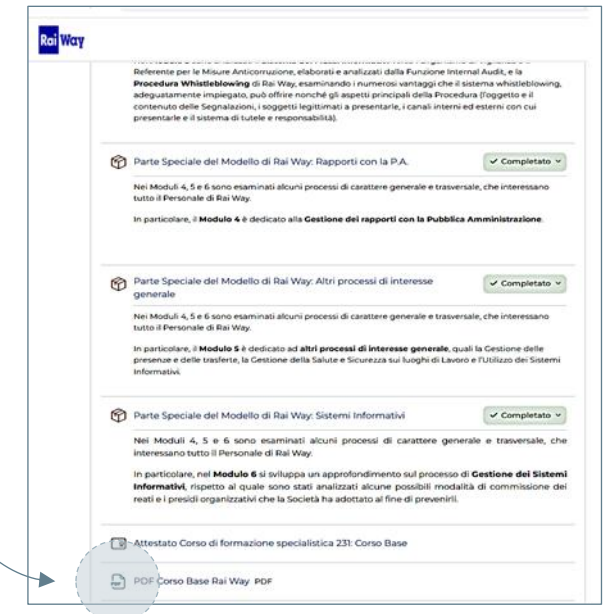 Rai Way
Referente per le Misure Anticorruzione, elaborati e analizzati dalla Funzione Internal Audit, e la
Procedura Whistleblowing di Rai Way, esaminando i numerosi vantaggi che il sistema whistleblowing,
adeguatamente impiegato, può offrire nonché gli aspetti principali della Procedura (l'oggetto e il
contenuto delle Segnalazioni, i soggetti legittimati a presentarle, i canali interni ed esterni con cui
presentarle e il sistema di tutele e responsabilità).
Parte Speciale del Modello di Rai Way: Rapporti con la P.A.
Completato
Nei Moduli 4, 5 e 6 sono esaminati alcuni processi di carattere generale e trasversale, che interessano
tutto il Personale di Rai Way.
In particolare, il Modulo 4 è dedicato alla Gestione dei rapporti con la Pubblica Amministrazione.
Parte Speciale del Modello di Rai Way: Altri processi di interesse
generale
Completato
Nei Moduli 4, 5 e 6 sono esaminati alcuni processi di carattere generale e trasversale, che interessano
tutto il Personale di Rai Way.
In particolare, il Modulo 5 è dedicato ad altri processi di interesse generale, quali la Gestione delle
presenze e delle trasferte, la Gestione della Salute e Sicurezza sui luoghi di Lavoro e l'Utilizzo dei Sistemi
Informativi.
Parte Speciale del Modello di Rai Way: Sistemi Informativi
Completato
Nei Moduli 4, 5 e 6 sono esaminati alcuni processi di carattere generale e trasversale, che
interessano tutto il Personale di Rai Way.
In particolare, nel Modulo 6 si sviluppa un approfondimento sul processo di Gestione dei Sistemi
Informativi, rispetto al quale sono stati analizzati alcune possibili modalità di commissione dei
reati e i presidi organizzativi che la Società ha adottato al fine di prevenirli.
Attestato Corso di formazione specialistica 231: Corso Base
PDF Corso Base Rai Way PDF